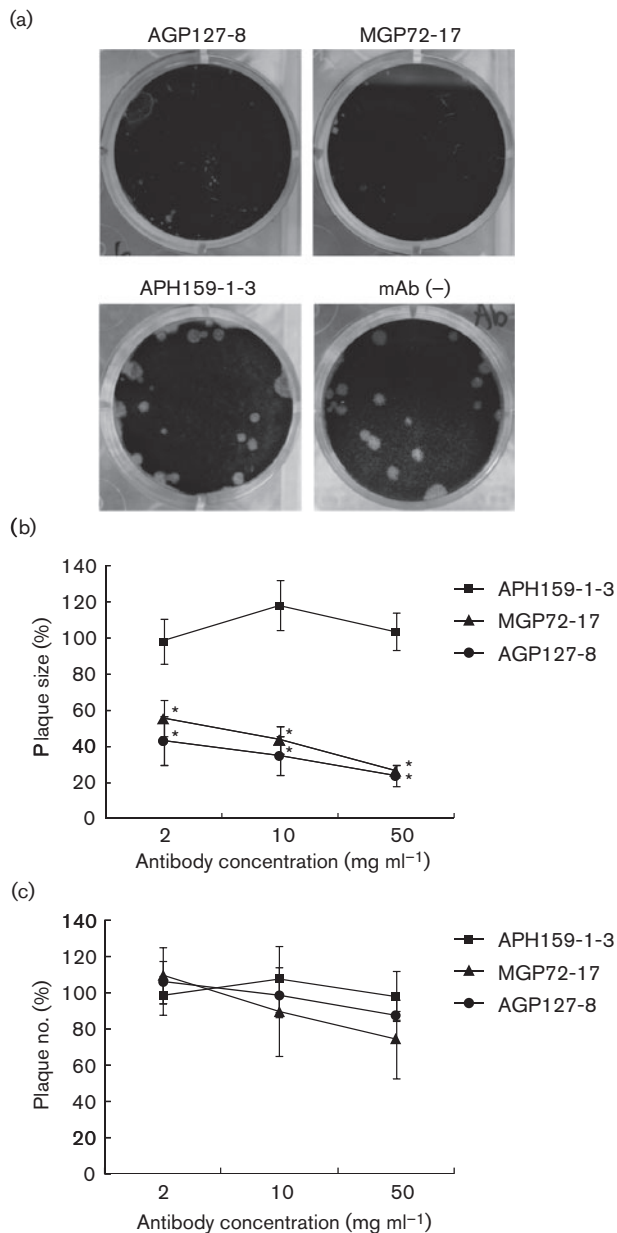 (a)
AGP127-8 MGP72-17
APH159-1-3 mAb (–)
Ab
(b)
140
120
100
80
60
40
20
0
Plaque size (%)
* * *
* * *
APH159-1-3
MGP72-17
AGP127-8
2 10 50
Antibody concentration (mg ml⁻¹)
(c)
140
120
100
80
60
40
20
0
Plaque no. (%)
APH159-1-3
MGP72-17
AGP127-8
2 10 50
Antibody concentration (mg ml⁻¹)